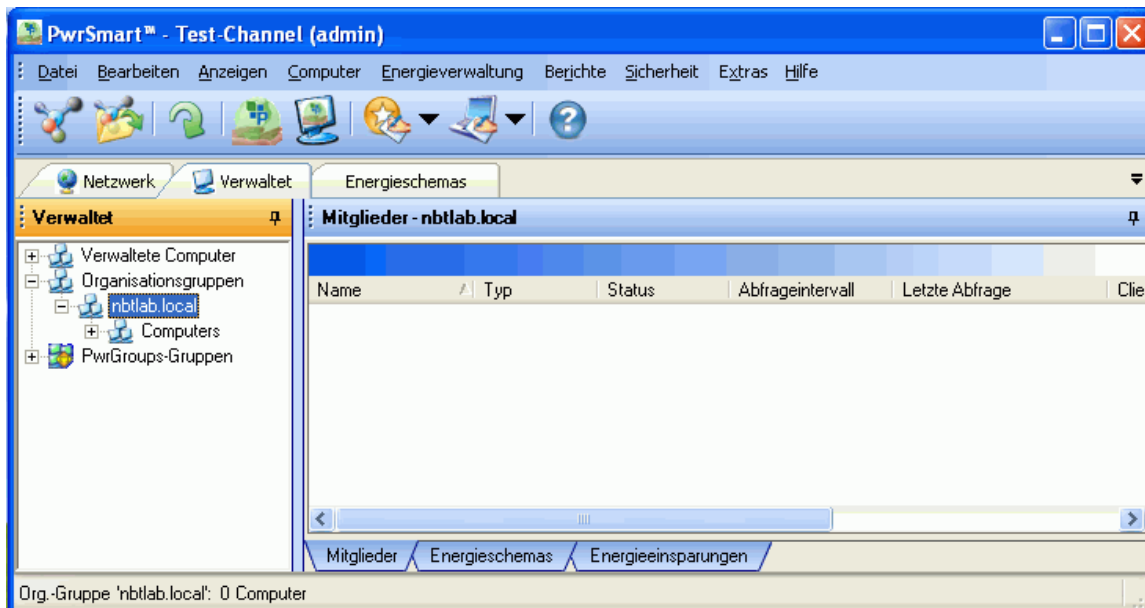 PwrSmart™ - Test-Channel (admin)
Datei Bearbeiten Anzeigen Computer Energieverwaltung Berichte Sicherheit Extras Hilfe
Netzwerk Verwaltet Energieschemas
Verwaltet Mitglieder - nbtlab.local
Verwaltete Computer
Organisationsgruppen
nbtlab.local
Computers
PwrGroups-Gruppen
Name Typ Status Abfrageintervall Letzte Abfrage Clie
Mitglieder Energieschemas Energieeinsparungen
Org.-Gruppe 'nbtlab.local': 0 Computer